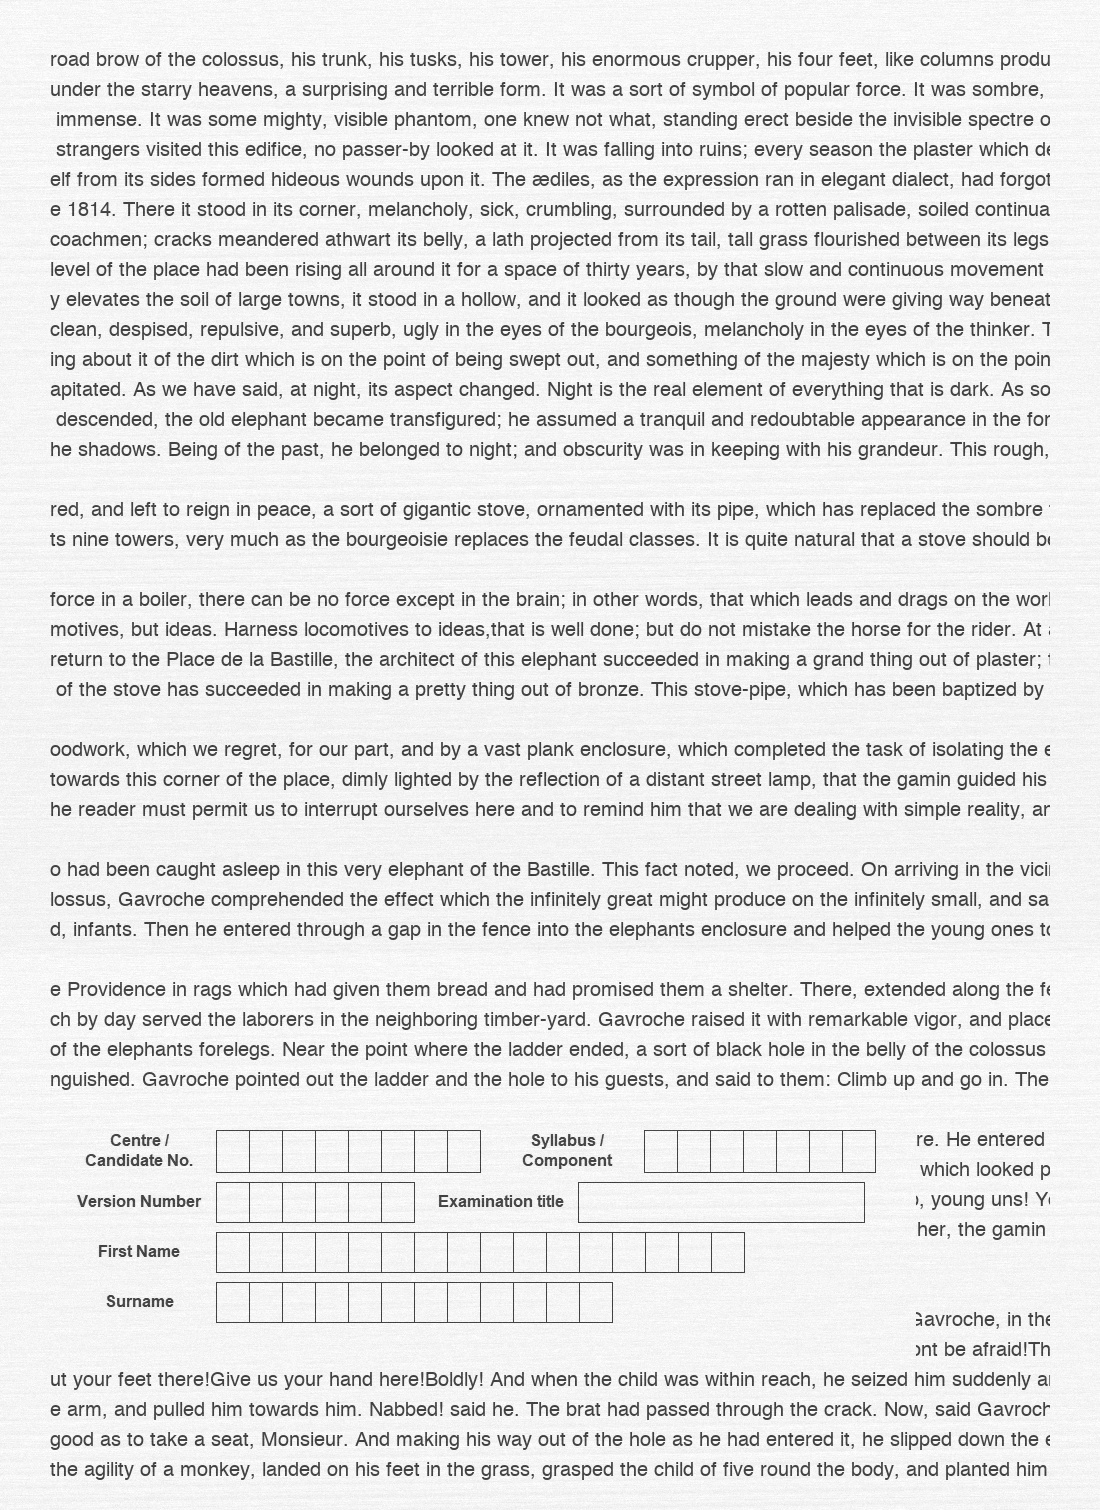 road brow of the colossus, his trunk, his tusks, his tower, his enormous crupper, his four feet, like columns produ
under the starry heavens, a surprising and terrible form. It was a sort of symbol of popular force. It was sombre,
immense. It was some mighty, visible phantom, one knew not what, standing erect beside the invisible spectre o
strangers visited this edifice, no passer-by looked at it. It was falling into ruins; every season the plaster which de
elf from its sides formed hideous wounds upon it. The ædiles, as the expression ran in elegant dialect, had forgot
e 1814. There it stood in its corner, melancholy, sick, crumbling, surrounded by a rotten palisade, soiled continua
coachmen; cracks meandered athwart its belly, a lath projected from its tail, tall grass flourished between its legs
level of the place had been rising all around it for a space of thirty years, by that slow and continuous movement
y elevates the soil of large towns, it stood in a hollow, and it looked as though the ground were giving way beneat
clean, despised, repulsive, and superb, ugly in the eyes of the bourgeois, melancholy in the eyes of the thinker. T
ing about it of the dirt which is on the point of being swept out, and something of the majesty which is on the poin
apitated. As we have said, at night, its aspect changed. Night is the real element of everything that is dark. As so
descended, the old elephant became transfigured; he assumed a tranquil and redoubtable appearance in the for
he shadows. Being of the past, he belonged to night; and obscurity was in keeping with his grandeur. This rough,
red, and left to reign in peace, a sort of gigantic stove, ornamented with its pipe, which has replaced the sombre
ts nine towers, very much as the bourgeoisie replaces the feudal classes. It is quite natural that a stove should be
force in a boiler, there can be no force except in the brain; in other words, that which leads and drags on the worl
motives, but ideas. Harness locomotives to ideas,that is well done; but do not mistake the horse for the rider. At
return to the Place de la Bastille, the architect of this elephant succeeded in making a grand thing out of plaster;
of the stove has succeeded in making a pretty thing out of bronze. This stove-pipe, which has been baptized by
oodwork, which we regret, for our part, and by a vast plank enclosure, which completed the task of isolating the e
towards this corner of the place, dimly lighted by the reflection of a distant street lamp, that the gamin guided his
he reader must permit us to interrupt ourselves here and to remind him that we are dealing with simple reality, an
o had been caught asleep in this very elephant of the Bastille. This fact noted, we proceed. On arriving in the vici
lossus, Gavroche comprehended the effect which the infinitely great might produce on the infinitely small, and sa
d, infants. Then he entered through a gap in the fence into the elephants enclosure and helped the young ones to
e Providence in rags which had given them bread and had promised them a shelter. There, extended along the fe
ch by day served the laborers in the neighboring timber-yard. Gavroche raised it with remarkable vigor, and place
of the elephants forelegs. Near the point where the ladder ended, a sort of black hole in the belly of the colossus
nguished. Gavroche pointed out the ladder and the hole to his guests, and said to them: Climb up and go in. The
Centre / Syllabus / re. He entered
Candidate No. Component which looked p
Version Number Examination title , young uns! Yo
First Name her, the gamin
Surname
Gavroche, in the
ont be afraid!Th
ut your feet there!Give us your hand here!Boldly! And when the child was within reach, he seized him suddenly an
e arm, and pulled him towards him. Nabbed! said he. The brat had passed through the crack. Now, said Gavroch
good as to take a seat, Monsieur. And making his way out of the hole as he had entered it, he slipped down the e
the agility of a monkey, landed on his feet in the grass, grasped the child of five round the body, and planted him